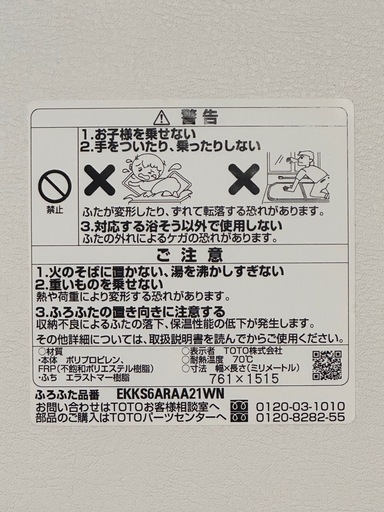 ⚠ 警告
1.お子様を乗せない
2.手をついたり、乗ったりしない
禁止
ふたが変形したり、ずれて転落する恐れがあります。
3.対応する浴そう以外で使用しない
ふたの外れによるケガの恐れがあります。
ご 注 意
1.火のそばに置かない、湯を沸かしすぎない
2.重いものを乗せない
熱や荷重により変形する恐れがあります。
3.ふろふたの置き向きに注意する
収納不良によるふたの落下、保温性能の低下が発生します。
その他詳細については、取扱説明書を読んでからご使用ください。
○材質
・本体 ポリプロピレン、
FRP(不飽和ポリエステル樹脂)
・ふち エラストマー樹脂
○表示者 TOTO株式会社
○耐熱温度 70℃
○寸法 幅×長さ(ミリメートル)
761×1515
ふろふた品番 EKKS6ARAA21WN
お問い合わせはTOTOお客様相談室へ 0120-03-1010
部品のご購入はTOTOパーツセンターへ 0120-8282-55